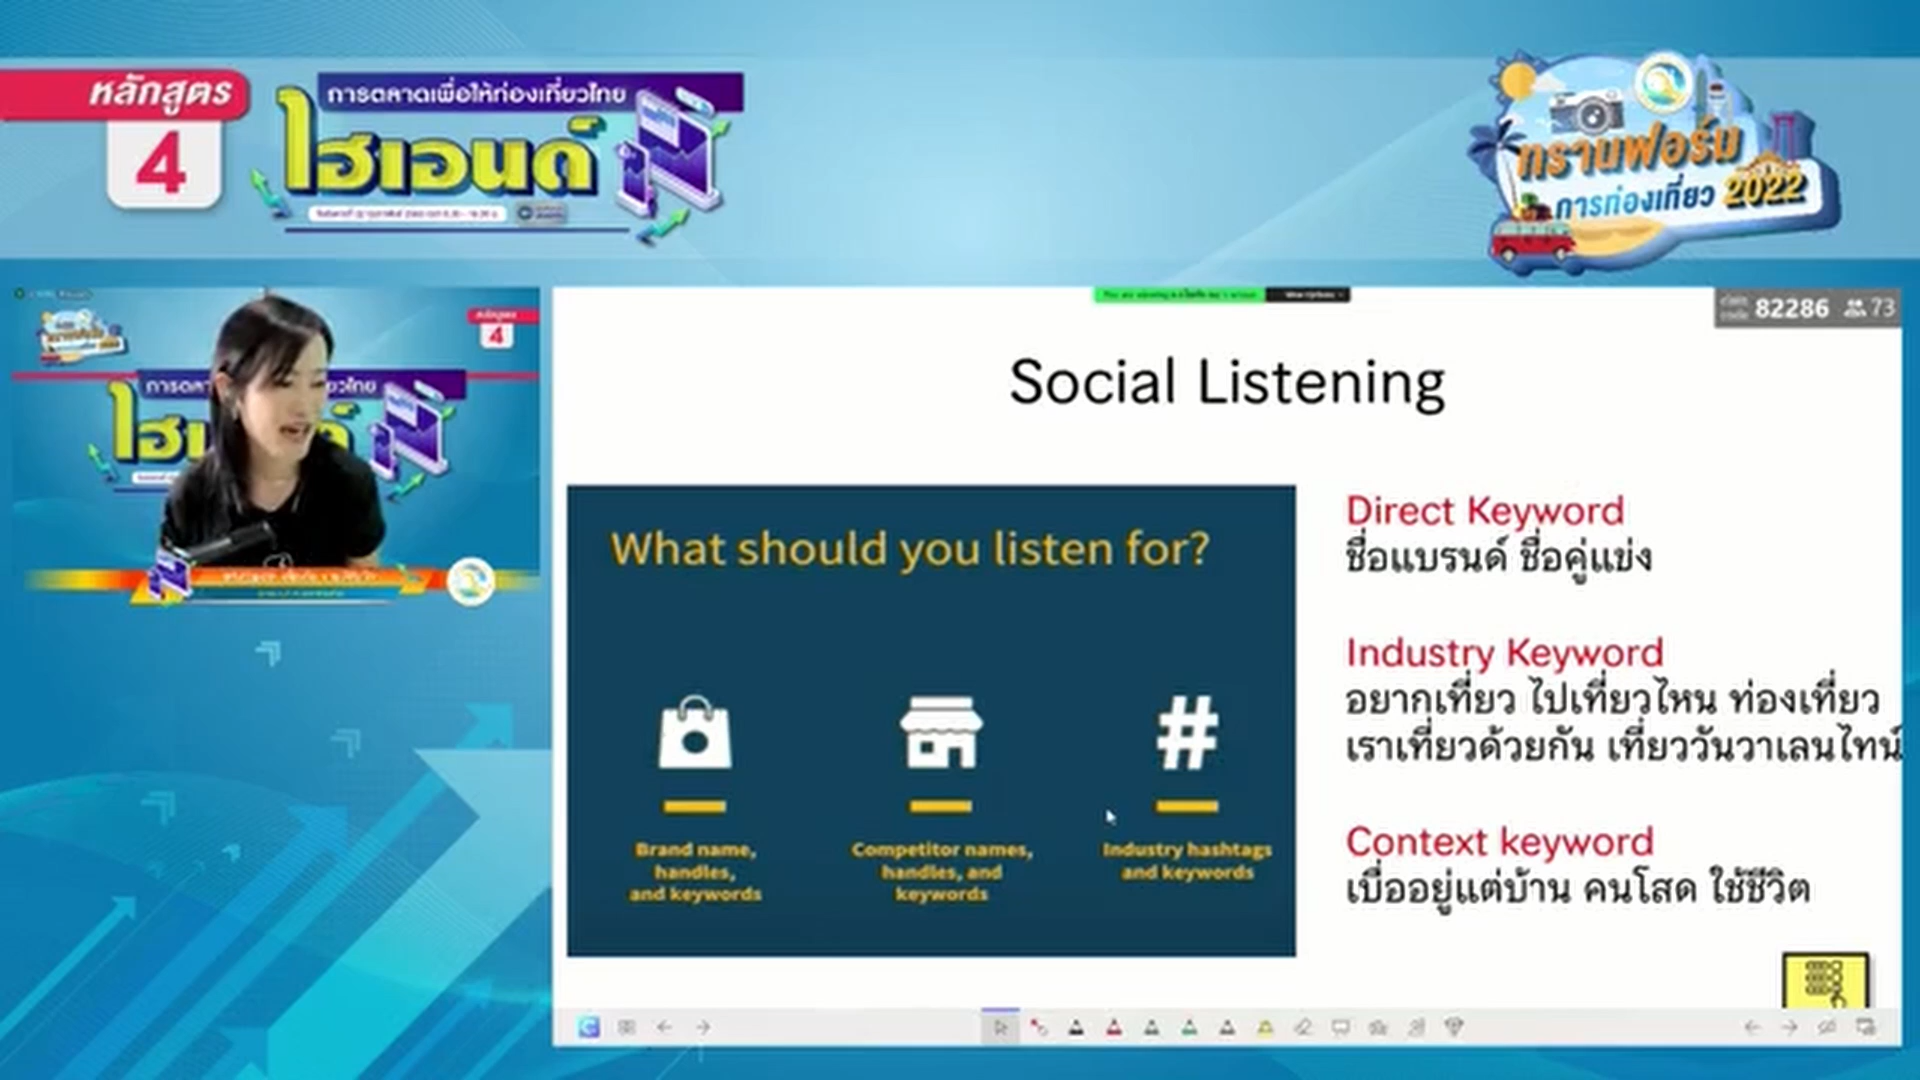 หลักสูตร
4
การตลาดเพื่อให้ท่องเที่ยวไทย
ไฮเอนด์
ทรานฟอร์ม
การท่องเที่ยว 2022
หลักสูตร
4
82286
73
Social Listening
What should you listen for?
Brand name,
handles,
and keywords
Competitor names,
handles, and
keywords
#
Industry hashtags
and keywords
Direct Keyword
ชื่อแบรนด์ ชื่อคู่แข่ง
Industry Keyword
อยากเที่ยว ไปเที่ยวไหน ท่องเที่ยว
เราเที่ยวด้วยกัน เที่ยววันวาเลนไทน์
Context keyword
เบื่ออยู่แต่บ้าน คนโสด ใช้ชีวิต